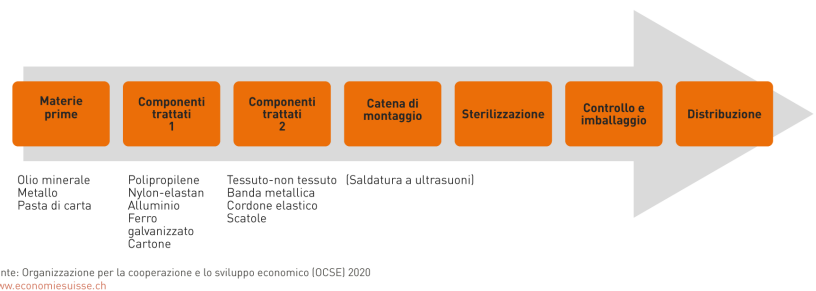 Materie
prime
Componenti
trattati
1
Componenti
trattati
2
Catena di
montaggio
Sterilizzazione
Controllo e
imballaggio
Distribuzione
Olio minerale
Metallo
Pasta di carta
Polipropilene
Nylon-elastan
Alluminio
Ferro
galvanizzato
Cartone
Tessuto-non tessuto
Banda metallica
Cordone elastico
Scatole
(Saldatura a ultrasuoni)
nte: Organizzazione per la cooperazione e lo sviluppo economico (OCSE) 2020
ww.economiesuisse.ch